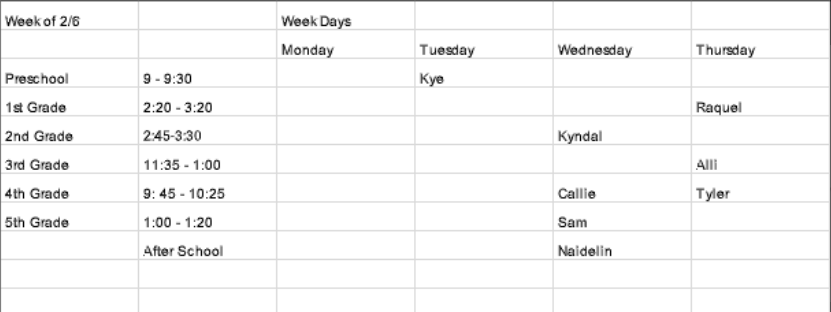 Week of 2/6 Week Days
Monday Tuesday Wednesday Thursday
Preschool 9 - 9:30 Kye
1st Grade 2:20 - 3:20 Raquel
2nd Grade 2:45-3:30 Kyndal
3rd Grade 11:35 - 1:00 Alli
4th Grade 9: 45 - 10:25 Callie Tyler
5th Grade 1:00 - 1:20 Sam
After School Naidelin